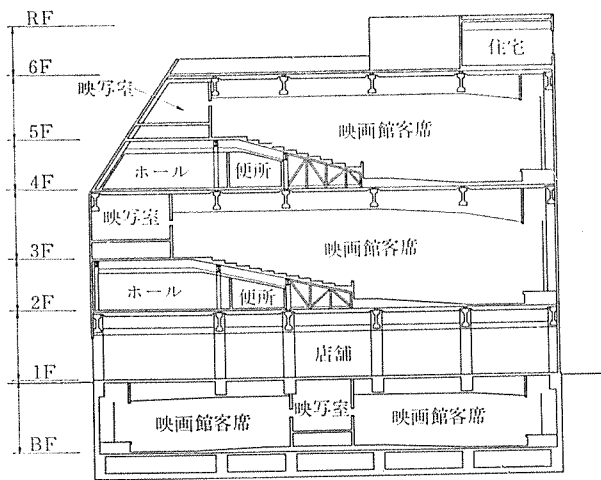 RF
住宅
6F
映写室
映画館客席
5F
ホール
便所
4F
映写室
映画館客席
3F
ホール
便所
2F
店舗
1F
映画館客席
映写室
映画館客席
BF